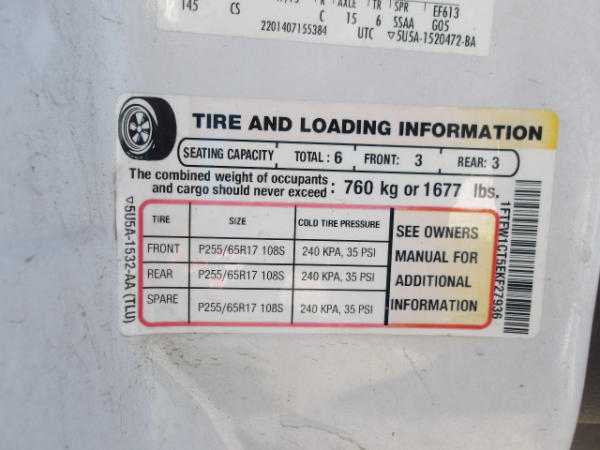 145 CS
R AXLE TR SPR EF613
C 15 6 SSAA G05
2201407155384 UTC ▽5U5A-1520472-BA
TIRE AND LOADING INFORMATION
SEATING CAPACITY TOTAL: 6 FRONT: 3 REAR: 3
The combined weight of occupants
and cargo should never exceed: 760 kg or 1677 lbs.
TIRE SIZE COLD TIRE PRESSURE
FRONT P255/65R17 108S 240 KPA, 35 PSI
REAR P255/65R17 108S 240 KPA, 35 PSI
SPARE P255/65R17 108S 240 KPA, 35 PSI
SEE OWNERS
MANUAL FOR
ADDITIONAL
INFORMATION
▽5U5A-1532-AA (TLU)
1FTFW1CT5EKF27936